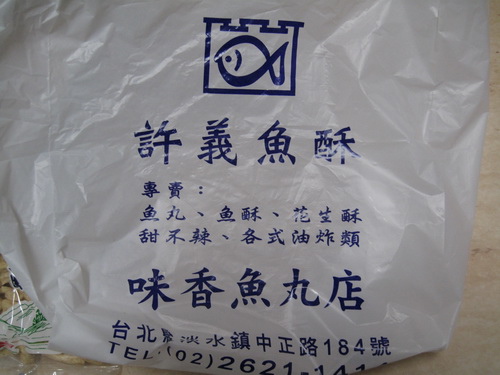 許義魚酥
專賣：
魚丸、魚酥、花生酥
甜不辣、各式油炸類
味香魚丸店
台北縣淡水鎮中正路184號
TEL:(02)2621-141